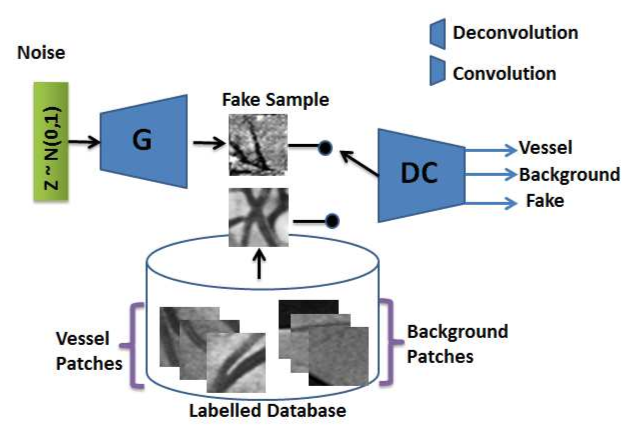 Noise
Z ~ N(0,1)
G
Fake Sample
Deconvolution
Convolution
DC
Vessel
Background
Fake
Vessel
Patches
Background
Patches
Labelled Database